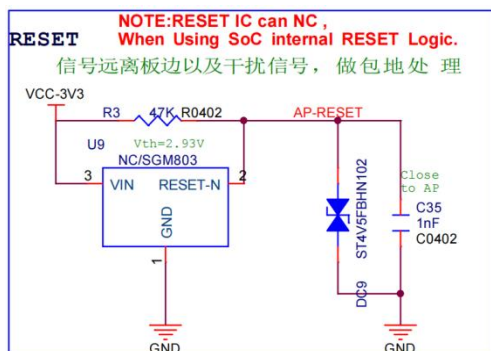 NOTE:RESET IC can NC ,
RESET
When Using SoC internal RESET Logic.
信号远离板边以及干扰信号，做包地处 理
VCC-3V3
R3
47K
R0402
AP-RESET
U9
Vth=2.93V
NC/SGM803
3
VIN
RESET-N
2
GND
1
ST4V5FBHN102
DC9
Close
to AP
C35
1nF
C0402
GND
GND